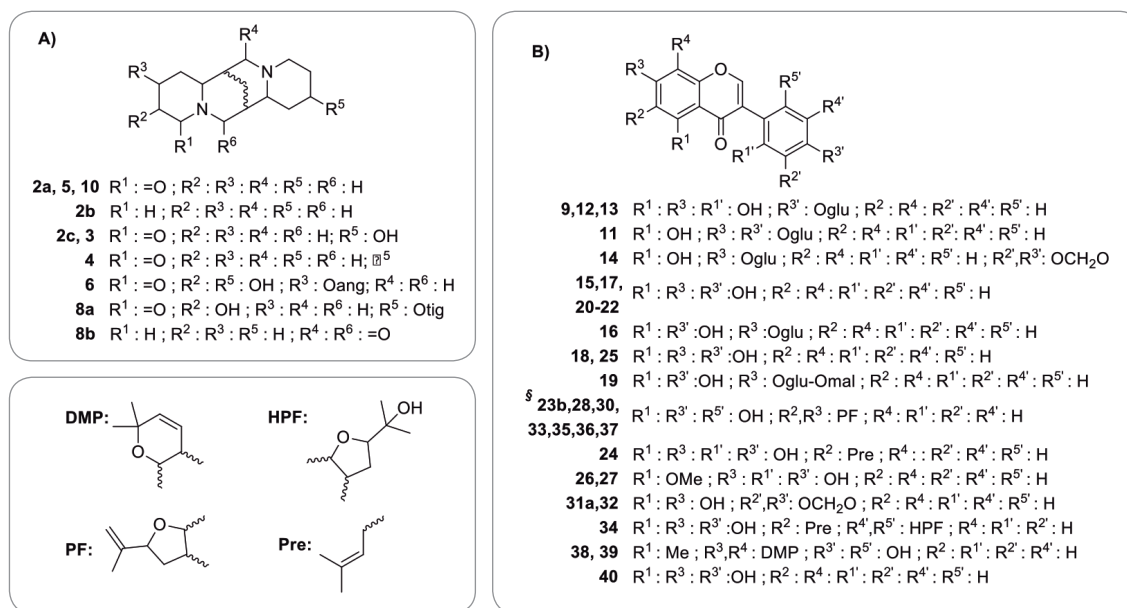 A)
R⁴
R³
N
R²
N
R⁵
R¹
R⁶
2a, 5, 10 R¹ : =O ; R² : R³ : R⁴ : R⁵ : R⁶ : H
2b R¹ : H ; R² : R³ : R⁴ : R⁵ : R⁶ : H
2c, 3 R¹ : =O ; R² : R³ : R⁴ : R⁶ : H; R⁵ : OH
4 R¹ : =O ; R² : R³ : R⁴ : R⁵ : R⁶ : H; ⍰ ⁵
6 R¹ : =O ; R² : R⁵ : OH ; R³ : Oang; R⁴ : R⁶ : H
8a R¹ : =O ; R² : OH ; R³ : R⁴ : R⁶ : H; R⁵ : Otig
8b R¹ : H ; R² : R³ : R⁵ : H ; R⁴ : R⁶ : =O
DMP:
O
HPF:
OH
O
PF:
O
Pre:
B)
R⁴
R³
O
R⁵'
R⁴'
R²
R¹
O
R¹'
R³'
R²'
9,12,13 R¹ : R³ : R¹' : OH ; R³' : Oglu ; R² : R⁴ : R²' : R⁴' : R⁵' : H
11 R¹ : OH ; R³ : R³' : Oglu ; R² : R⁴ : R¹' : R²' : R⁴' : R⁵' : H
14 R¹ : OH ; R³ : Oglu ; R² : R⁴ : R¹' : R⁴' : R⁵' : H ; R²',R³' : OCH₂O
15,17,
20-22 R¹ : R³ : R³' :OH ; R² : R⁴ : R¹' : R²' : R⁴' : R⁵' : H
16 R¹ : R³' :OH ; R³ :Oglu ; R² : R⁴ : R¹' : R²' : R⁴' : R⁵' : H
18, 25 R¹ : R³ : R³' :OH ; R² : R⁴ : R¹' : R²' : R⁴' : R⁵' : H
19 R¹ : R³' :OH ; R³ : Oglu-Omal ; R² : R⁴ : R¹' : R²' : R⁴' : R⁵' : H
§ 23b,28,30,
33,35,36,37 R¹ : R³' : R⁵' : OH ; R²,R³ : PF ; R⁴ : R¹' : R²' : R⁴' : H
24 R¹ : R³ : R¹' : R³' : OH ; R² : Pre ; R⁴ : : R²' : R⁴' : R⁵' : H
26,27 R¹ : OMe ; R³ : R¹' : R³' : OH ; R² : R⁴ : R²' : R⁴' : R⁵' : H
31a,32 R¹ : R³ : OH ; R²',R³' : OCH₂O ; R² : R⁴ : R¹' : R⁴' : R⁵' : H
34 R¹ : R³ : R³' :OH ; R² : Pre ; R⁴',R⁵' : HPF ; R⁴ : R¹' : R²' : H
38, 39 R¹ : Me ; R³,R⁴ : DMP ; R³' : R⁵' : OH ; R² : R¹' : R²' : R⁴' : H
40 R¹ : R³ : R³' :OH ; R² : R⁴ : R¹' : R²' : R⁴' : R⁵' : H